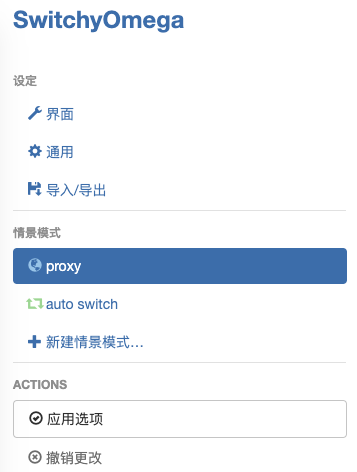 SwitchyOmega
设定
界面
通用
导入/导出
情景模式
proxy
auto switch
新建情景模式…
ACTIONS
应用选项
撤销更改